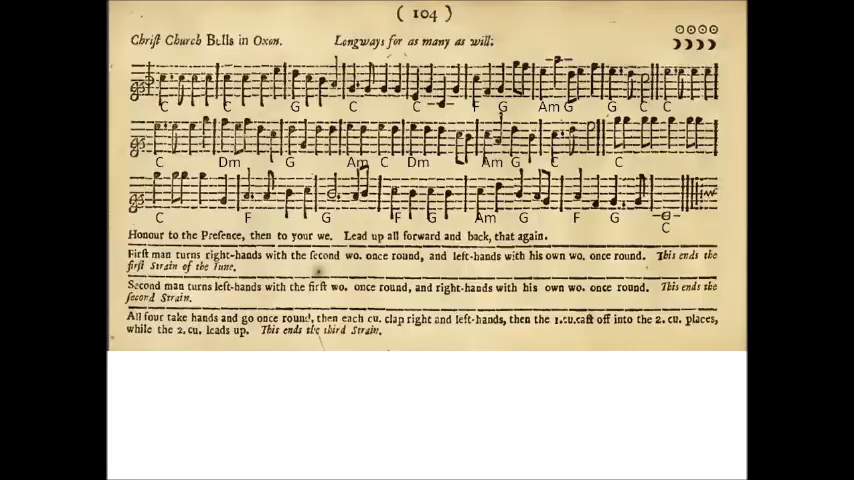 ( 104 )
Chriſt Church Bells in Oxon. Longways for as many as will:
C C G C C F G Am G G C C
C Dm G Am C Dm Am G C C
C F G F G Am G F G C
Honour to the Preſence, then to your we. Lead up all forward and back, that again.
Firſt man turns right-hands with the ſecond wo. once round, and left-hands with his own wo. once round. This ends the
firſt Strain of the Tune.
Second man turns left-hands with the firſt wo. once round, and right-hands with his own wo. once round. This ends the
ſecond Strain.
All four take hands and go once round, then each cu. clap right and left-hands, then the 1.cu.caſt off into the 2. cu. places,
while the 2. cu. leads up. This ends the third Strain.